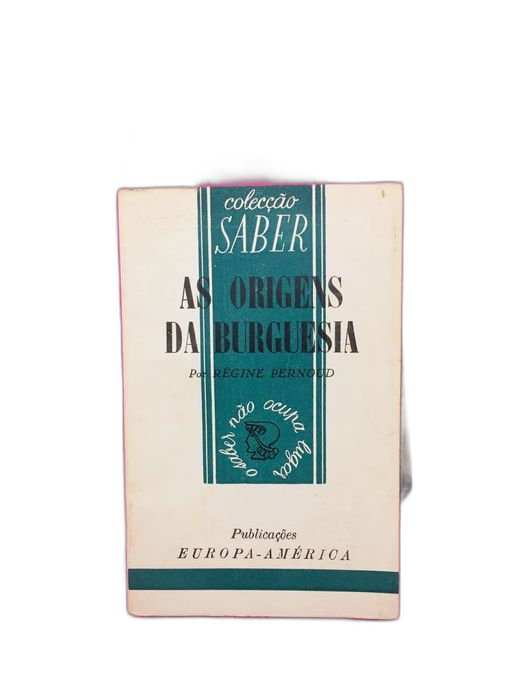 colecção
SABER
AS ORIGENS
DA BURGUESIA
Por RÉGINE PERNOUD
o saber não ocupa lugar
Publicações
EUROPA-AMÉRICA